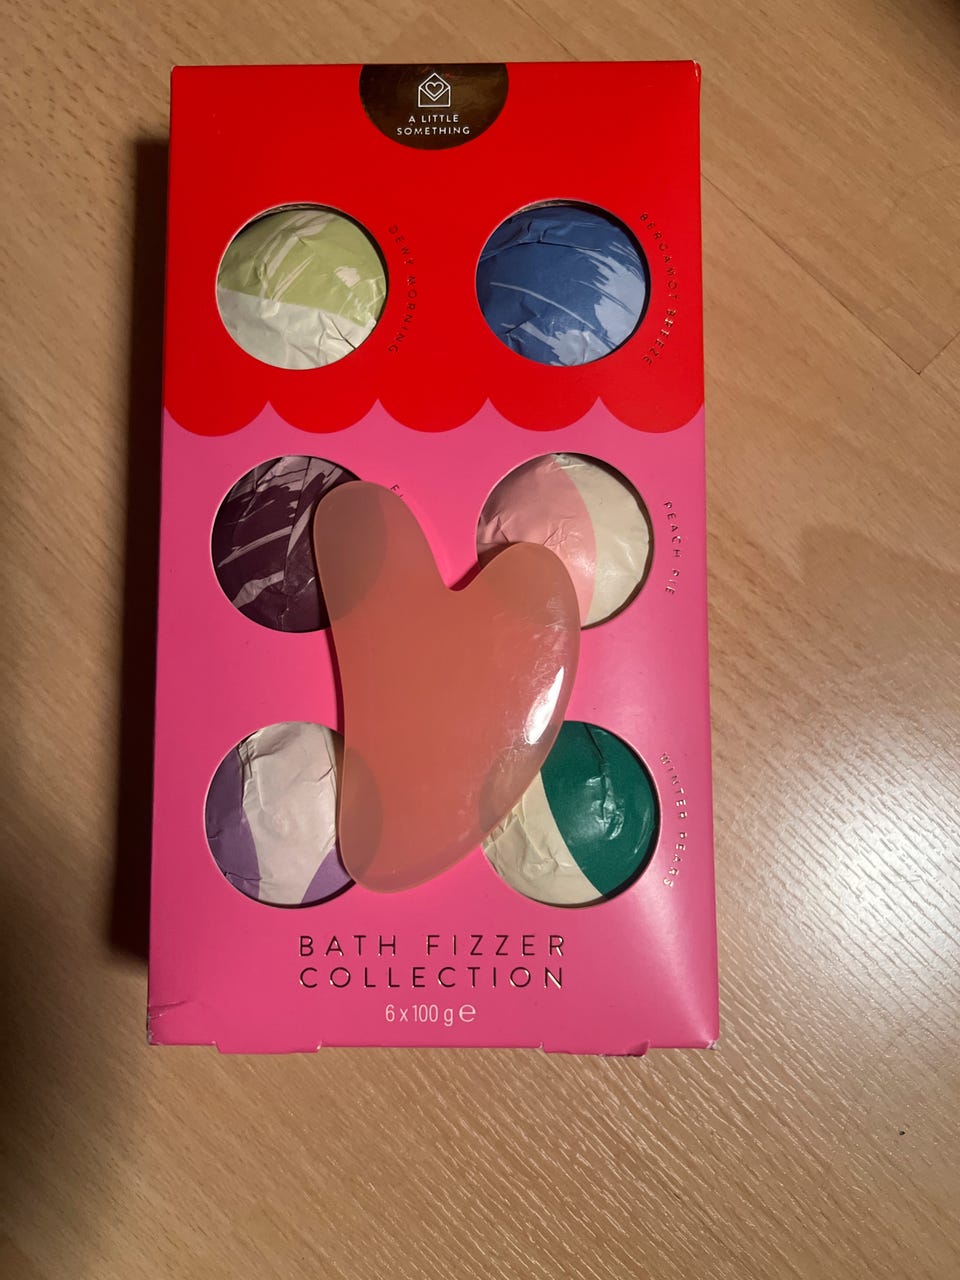 A LITTLE
SOMETHING
DEWY MORNING
BERGAMOT BREEZE
PEACH PIE
WINTER PEARS
BATH FIZZER
COLLECTION
6 x 100 g ℮